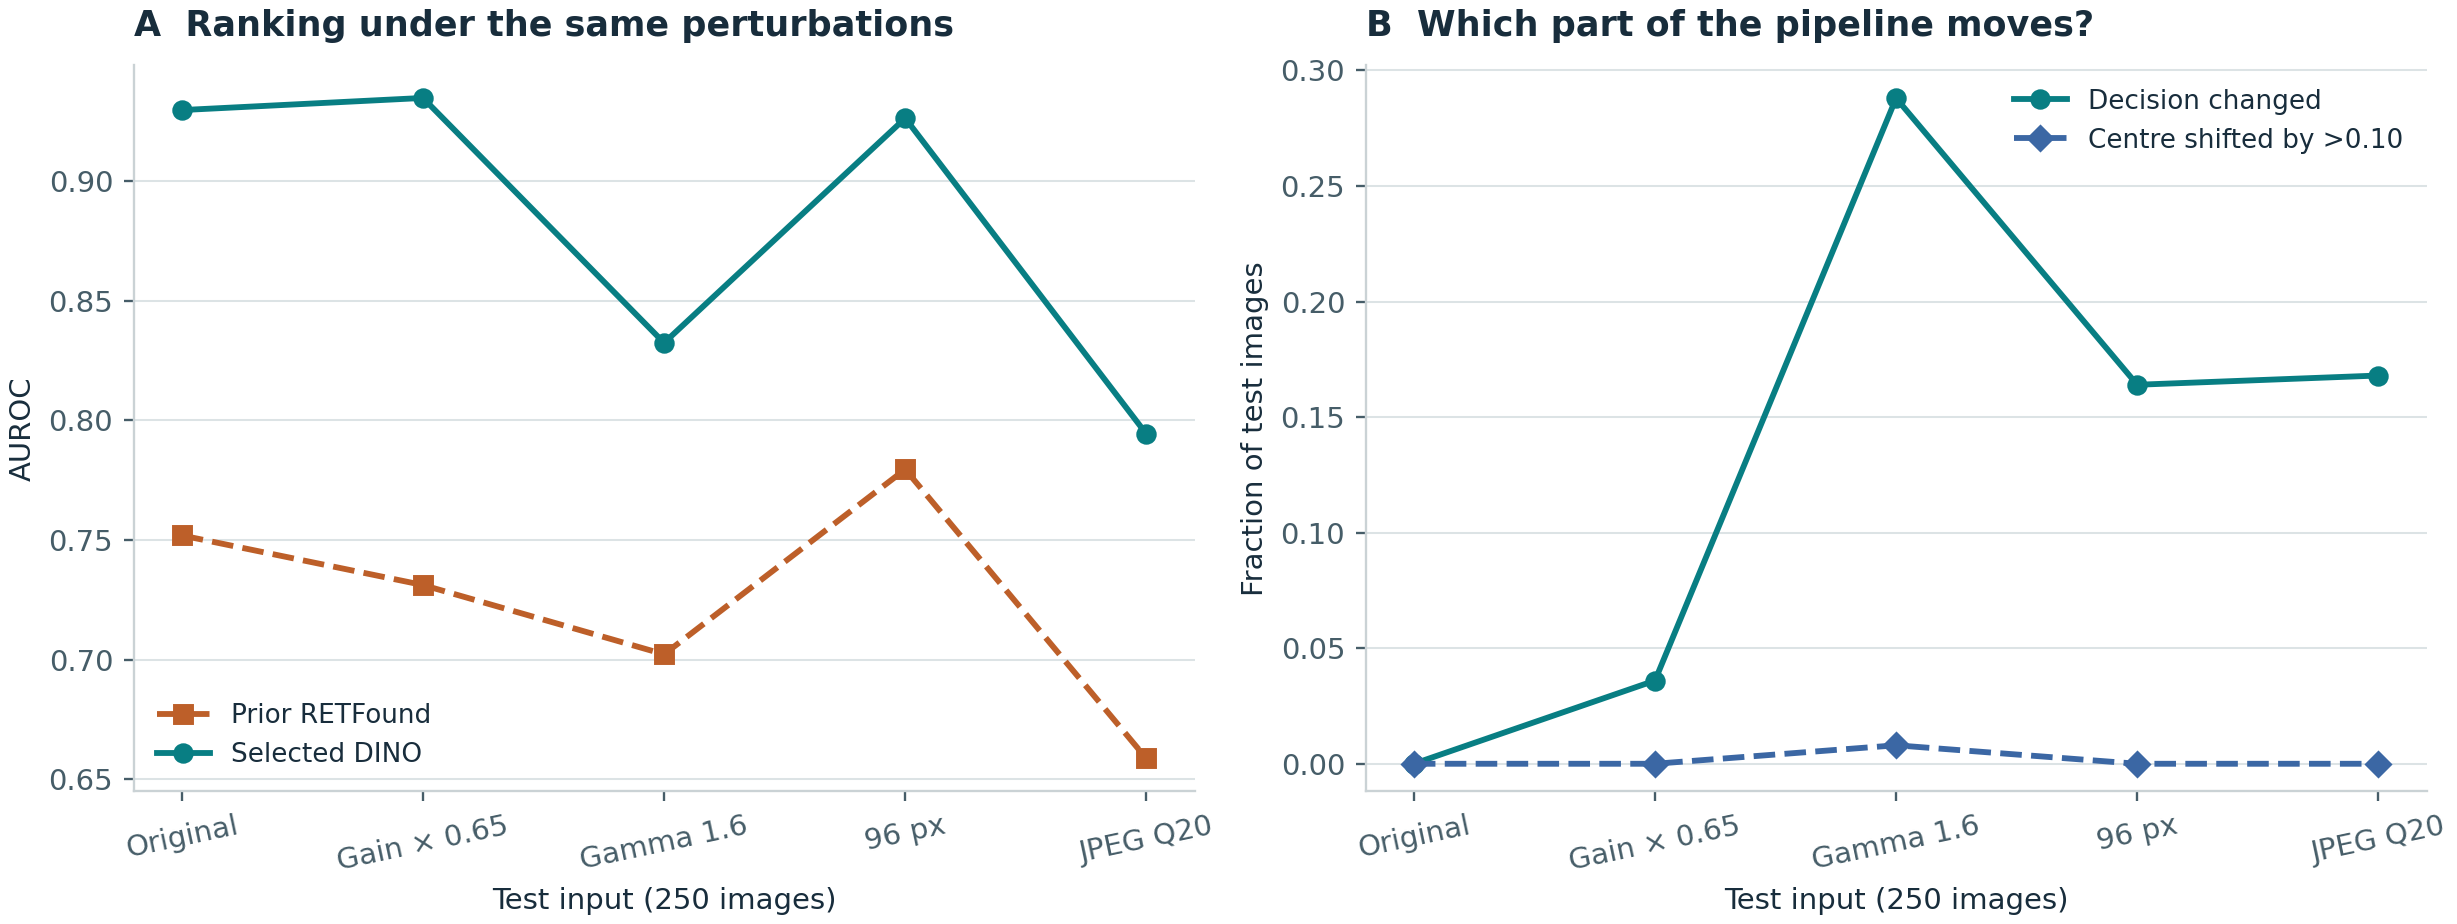 A  Ranking under the same perturbations
AUROC
0.90
0.85
0.80
0.75
0.70
0.65
Prior RETFound
Selected DINO
Original
Gain × 0.65
Gamma 1.6
96 px
JPEG Q20
Test input (250 images)
B  Which part of the pipeline moves?
Fraction of test images
0.30
0.25
0.20
0.15
0.10
0.05
0.00
Decision changed
Centre shifted by >0.10
Original
Gain × 0.65
Gamma 1.6
96 px
JPEG Q20
Test input (250 images)